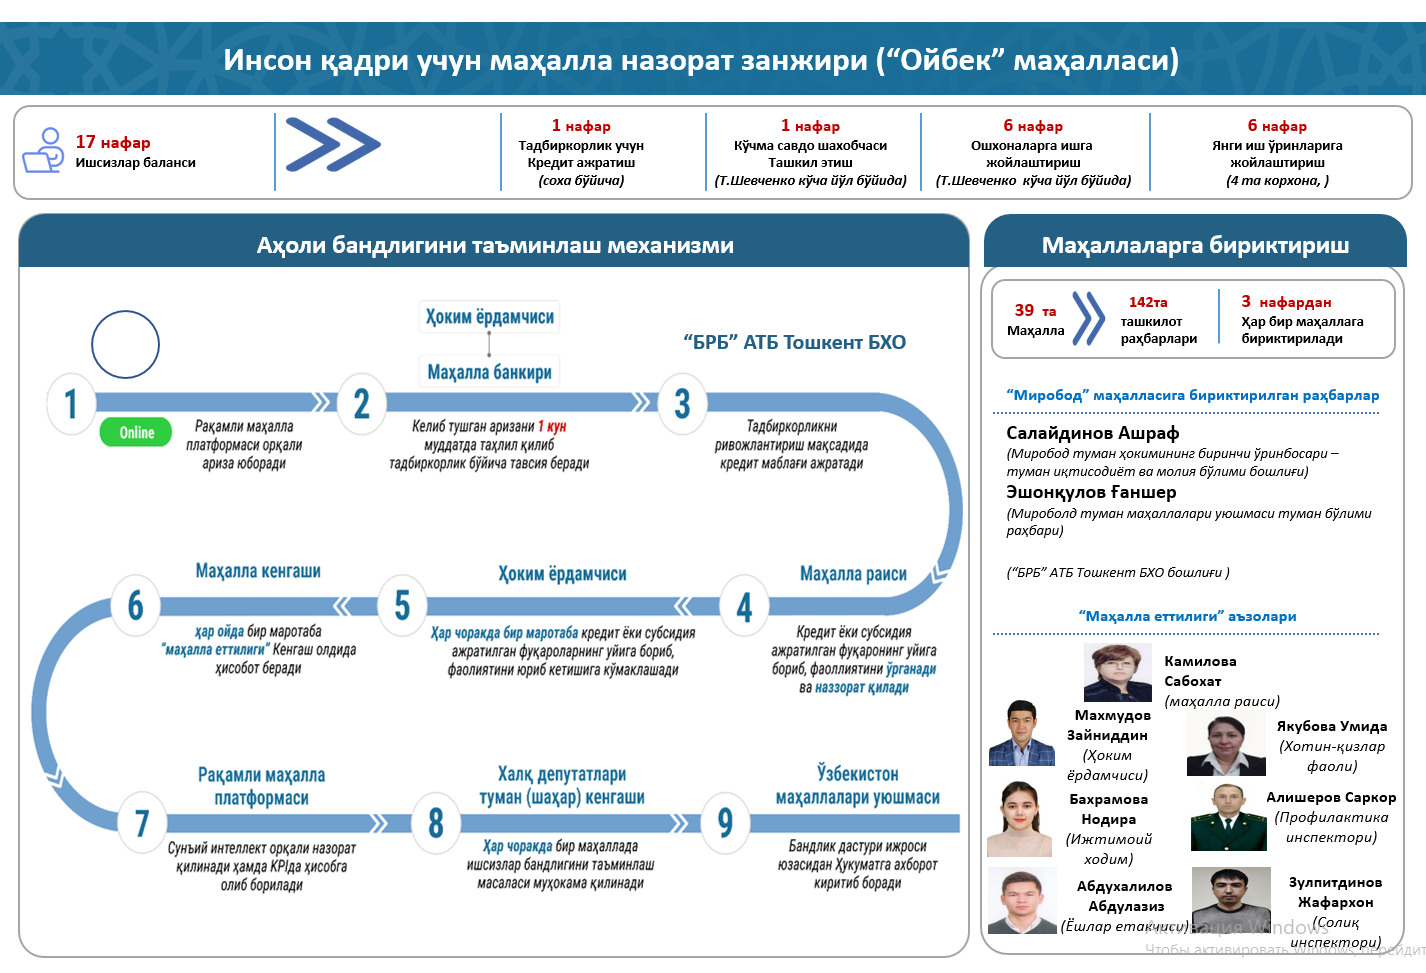 Инсон қадри учун маҳалла назорат занжири (“Ойбек” маҳалласи)
17 нафар
Ишсизлар баланси
1 нафар
Тадбиркорлик учун
Кредит ажратиш
(соха бўйича)
1 нафар
Кўчма савдо шахобчаси
Ташкил этиш
(Т.Шевченко кўча йўл бўйида)
6 нафар
Ошхоналарга ишга
жойлаштириш
(Т.Шевченко кўча йўл бўйида)
6 нафар
Янги иш ўринларига
жойлаштириш
(4 та корхона, )
Аҳоли бандлигини таъминлаш механизми
Ҳоким ёрдамчиси
Маҳалла банкири
“БРБ” АТБ Тошкент БХО
1
2
3
Online
Рақамли маҳалла
платформаси орқали
ариза юборади
Келиб тушган аризани 1 кун
муддатда таҳлил қилиб
тадбиркорлик бўйича тавсия беради
Тадбиркорликни
ривожлантириш мақсадида
кредит маблағи ажратади
Маҳалла кенгаши
Ҳоким ёрдамчиси
Маҳалла раиси
6
5
4
ҳар ойда бир маротаба
"маҳалла еттилиги" Кенгаш олдида
ҳисобот беради
Ҳар чоракда бир маротаба кредит ёки субсидия
ажратилган фуқароларнинг уйига бориб,
фаолиятини юриб кетишига кўмаклашади
Кредит ёки субсидия
ажратилган фуқаронинг уйига
бориб, фаоллиятини ўрганади
ва наззорат қилади
Рақамли маҳалла
платформаси
Халқ депутатлари
туман (шаҳар) кенгаши
Ўзбекистон
маҳаллалари уюшмаси
7
8
9
Сунъий интеллект орқали назорат
қилинади ҳамда KPIда ҳисобга
олиб борилади
Ҳар чоракда бир маҳаллада
ишсизлар бандлигини таъминлаш
масаласи муҳокама қилинади
Бандлик дастури ижроси
юзасидан Ҳукуматга ахборот
киритиб боради
Маҳаллаларга бириктириш
39 та
Маҳалла
142та
ташкилот
раҳбарлари
3 нафардан
Ҳар бир маҳаллага
бириктирилади
“Миробод” маҳалласига бириктирилган раҳбарлар
Салайдинов Ашраф
(Миробод туман ҳокимининг биринчи ўринбосари –
туман иқтисодиёт ва молия бўлими бошлиғи)
Эшонқулов Ғаншер
(Мироболд туман маҳаллалари уюшмаси туман бўлими
раҳбари)
(“БРБ” АТБ Тошкент БХО бошлиғи )
“Маҳалла еттилиги” аъзолари
Камилова
Сабохат
(маҳалла раиси)
Махмудов
Зайниддин
(Ҳоким
ёрдамчиси)
Якубова Умида
(Хотин-қизлар
фаоли)
Бахрамова
Нодира
(Ижтимоий
ходим)
Алишеров Саркор
(Профилактика
инспектори)
Абдухалилов
Абдулазиз
(Ёшлар етакчиси)
Зулпитдинов
Жафархон
(Солиқ
инспектори)
Активация Windows
Чтобы активировать Windows, перейдит